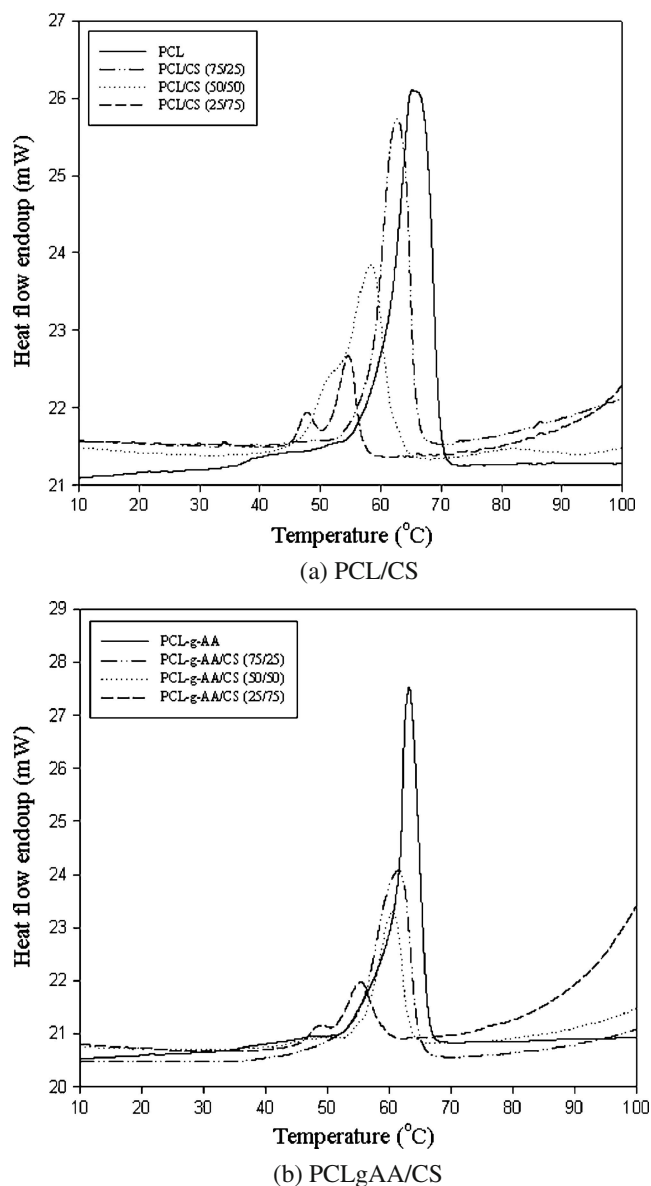 PCL
PCL/CS (75/25)
PCL/CS (50/50)
PCL/CS (25/75)
27
26
25
24
23
22
21
Heat flow endoup (mW)
10 20 30 40 50 60 70 80 90 100
Temperature (°C)
(a) PCL/CS
PCL-g-AA
PCL-g-AA/CS (75/25)
PCL-g-AA/CS (50/50)
PCL-g-AA/CS (25/75)
29
28
27
26
25
24
23
22
21
20
Heat flow endoup (mW)
10 20 30 40 50 60 70 80 90 100
Temperature (°C)
(b) PCLgAA/CS